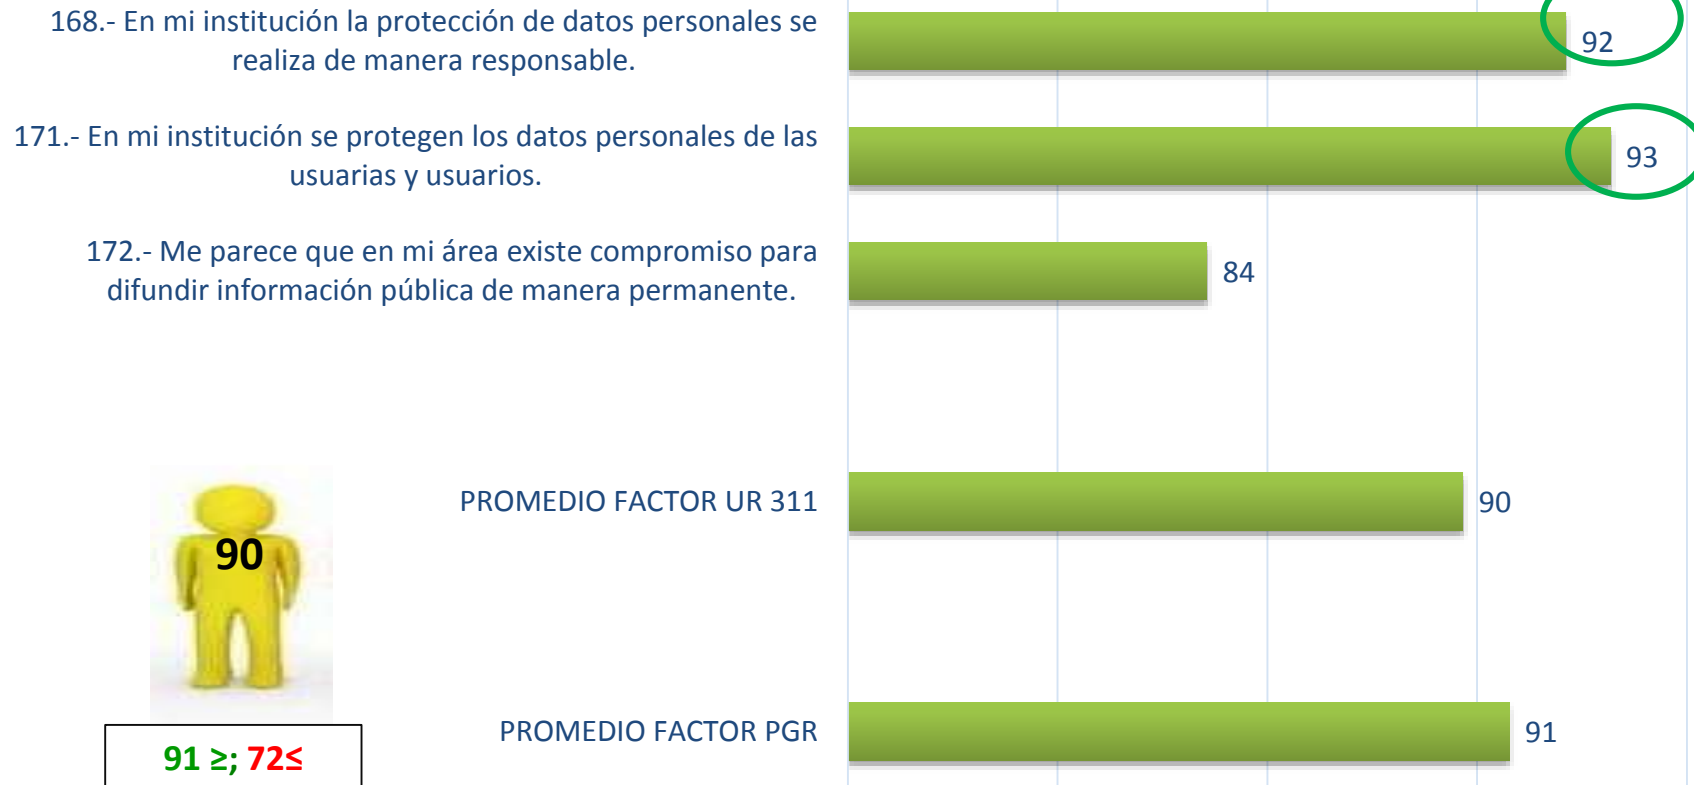 168.- En mi institución la protección de datos personales se
realiza de manera responsable.
92
171.- En mi institución se protegen los datos personales de las
usuarias y usuarios.
93
172.- Me parece que en mi área existe compromiso para
difundir información pública de manera permanente.
84
PROMEDIO FACTOR UR 311
90
90
PROMEDIO FACTOR PGR
91
91 ≥; 72≤